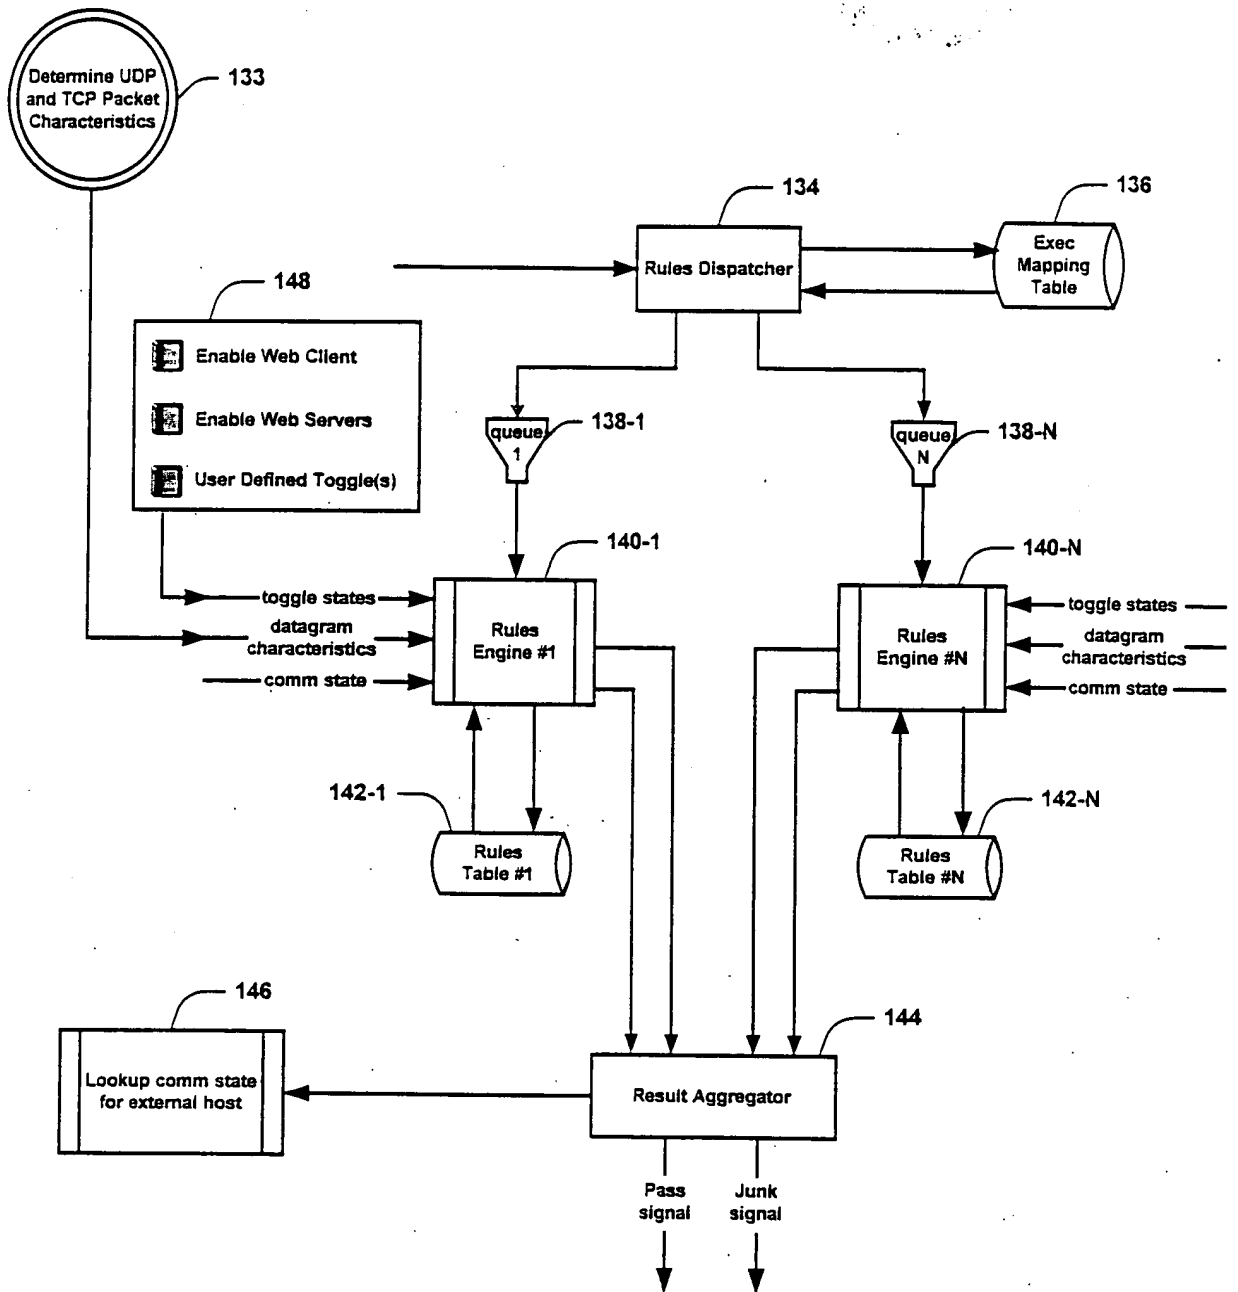 Determine UDP
and TCP Packet
Characteristics
133
134
136
Rules Dispatcher
Exec
Mapping
Table
148
Enable Web Client
Enable Web Servers
User Defined Toggle(s)
queue
1
138-1
queue
N
138-N
140-1
140-N
toggle states
datagram
characteristics
comm state
Rules
Engine #1
Rules
Engine #N
toggle states
datagram
characteristics
comm state
142-1
142-N
Rules
Table #1
Rules
Table #N
146
144
Lookup comm state
for external host
Result Aggregator
Pass
signal
Junk
signal